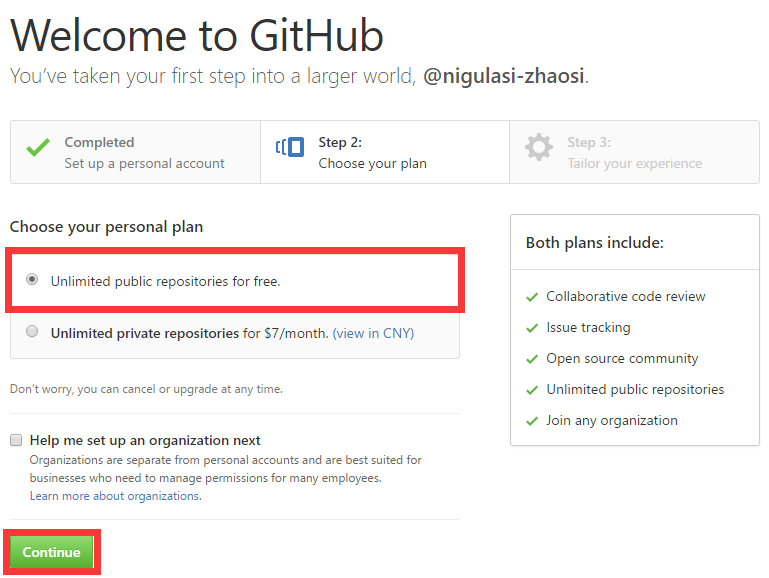 Welcome to GitHub
You’ve taken your first step into a larger world, @nigulasi-zhaosi.
Completed
Set up a personal account
Step 2:
Choose your plan
Step 3:
Tailor your experience
Choose your personal plan
Unlimited public repositories for free.
Unlimited private repositories for $7/month. (view in CNY)
Don’t worry, you can cancel or upgrade at any time.
Help me set up an organization next
Organizations are separate from personal accounts and are best suited for
businesses who need to manage permissions for many employees.
Learn more about organizations.
Continue
Both plans include:
Collaborative code review
Issue tracking
Open source community
Unlimited public repositories
Join any organization